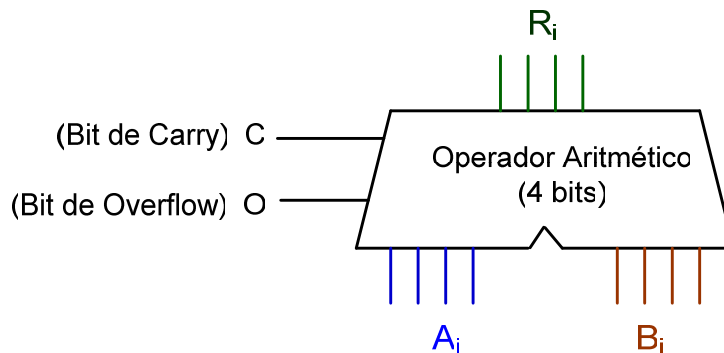 Rᵢ
(Bit de Carry) C
Operador Aritmético
(4 bits)
(Bit de Overflow) O
Aᵢ
Bᵢ